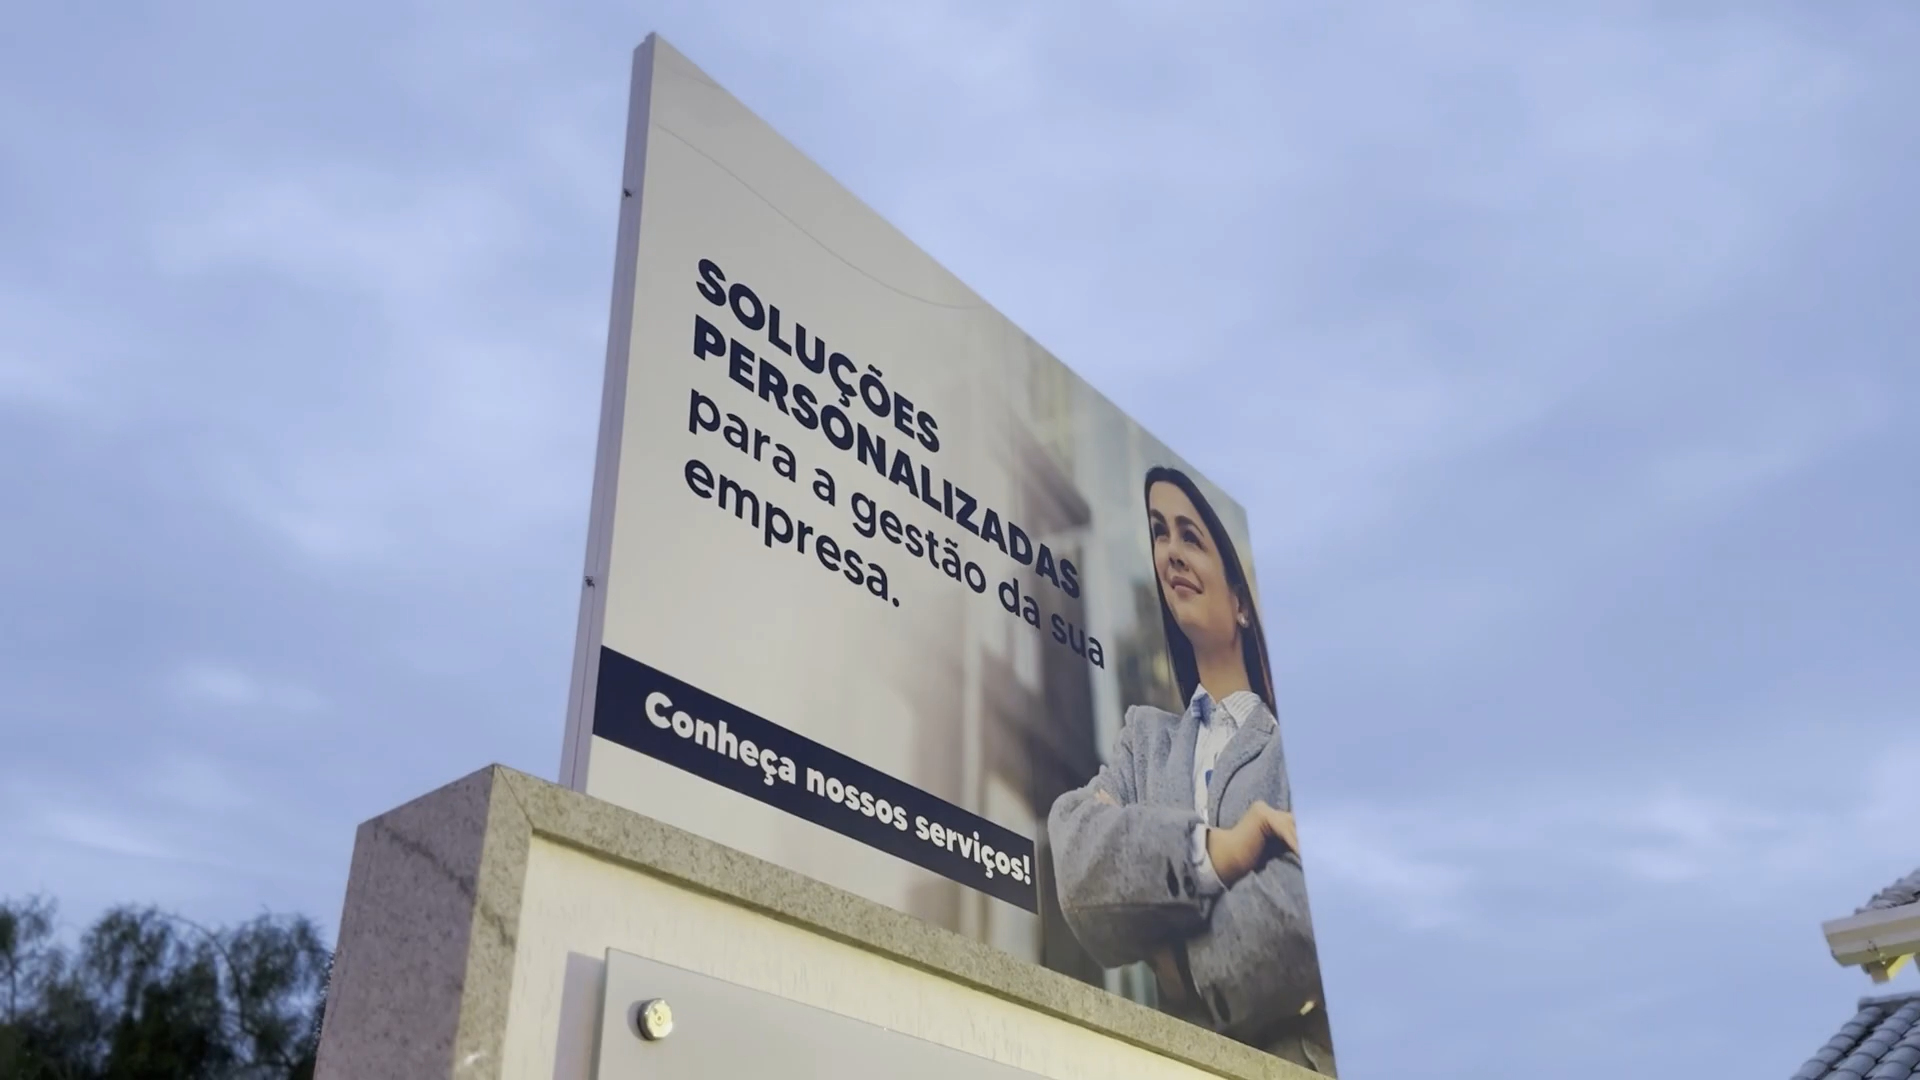 SOLUÇÕES
PERSONALIZADAS
para a gestão da sua
empresa.
Conheça nossos serviços!